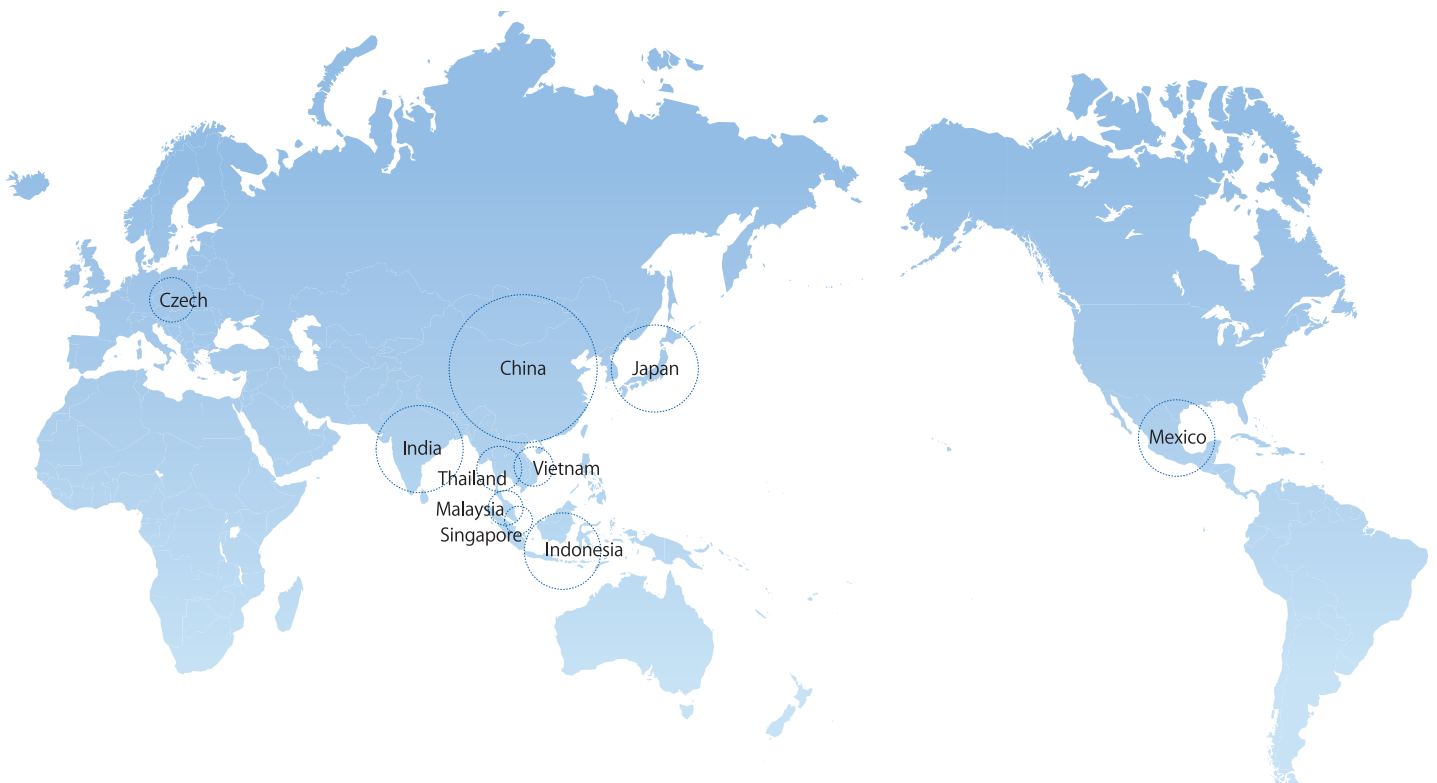 Czech
China
Japan
India
Mexico
Thailand
Vietnam
Malaysia
Singapore
Indonesia